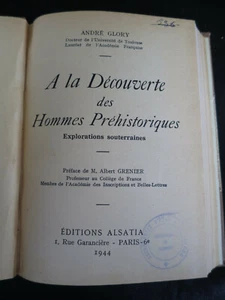 ANDRÉ GLORY
Docteur de l'Université de Toulouse
Lauréat de l'Académie Française
A la Découverte
des
Hommes Préhistoriques
Explorations souterraines
Préface de M. Albert GRENIER
Professeur au Collège de France
Membre de l'Académie des Inscriptions et Belles-Lettres
ÉDITIONS ALSATIA
1, Rue Garancière - PARIS-6e
1944